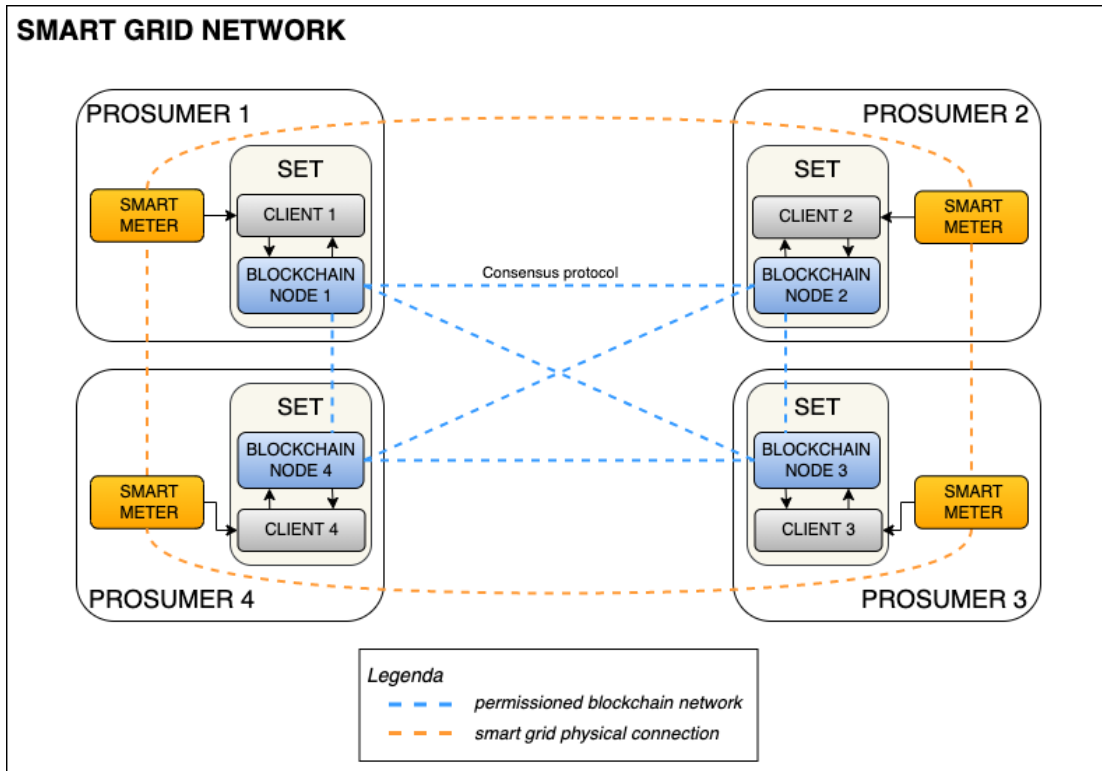 SMART GRID NETWORK
PROSUMER 1
SET
SMART
METER
CLIENT 1
BLOCKCHAIN
NODE 1
PROSUMER 2
SET
CLIENT 2
SMART
METER
BLOCKCHAIN
NODE 2
Consensus protocol
SET
BLOCKCHAIN
NODE 4
SMART
METER
CLIENT 4
PROSUMER 4
SET
BLOCKCHAIN
NODE 3
SMART
METER
CLIENT 3
PROSUMER 3
Legenda
permissioned blockchain network
smart grid physical connection